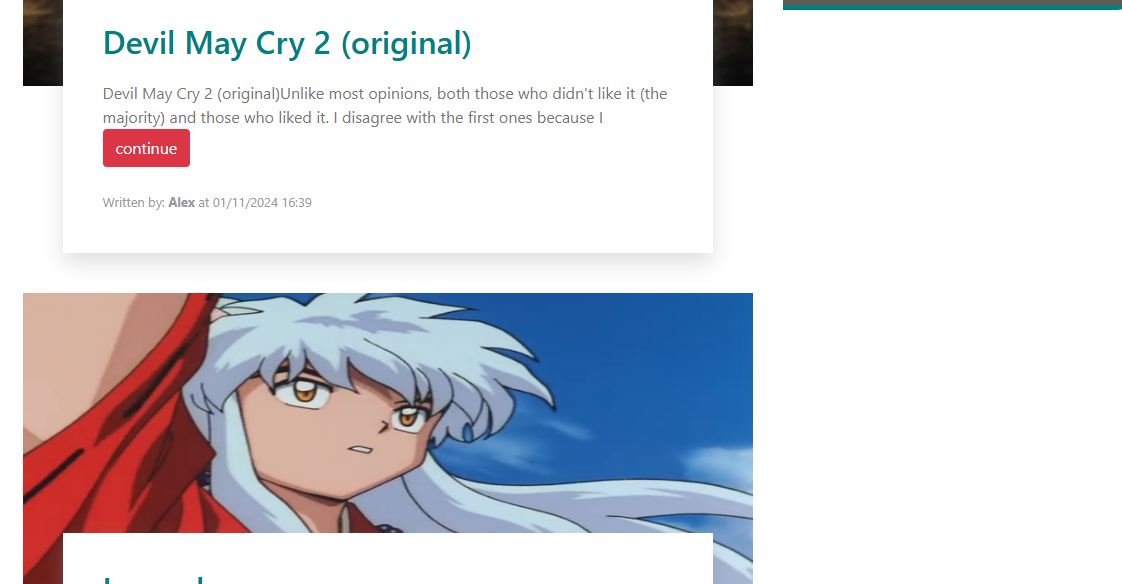 Devil May Cry 2 (original)
Devil May Cry 2 (original)Unlike most opinions, both those who didn't like it (the
majority) and those who liked it. I disagree with the first ones because I
continue
Written by: Alex at 01/11/2024 16:39